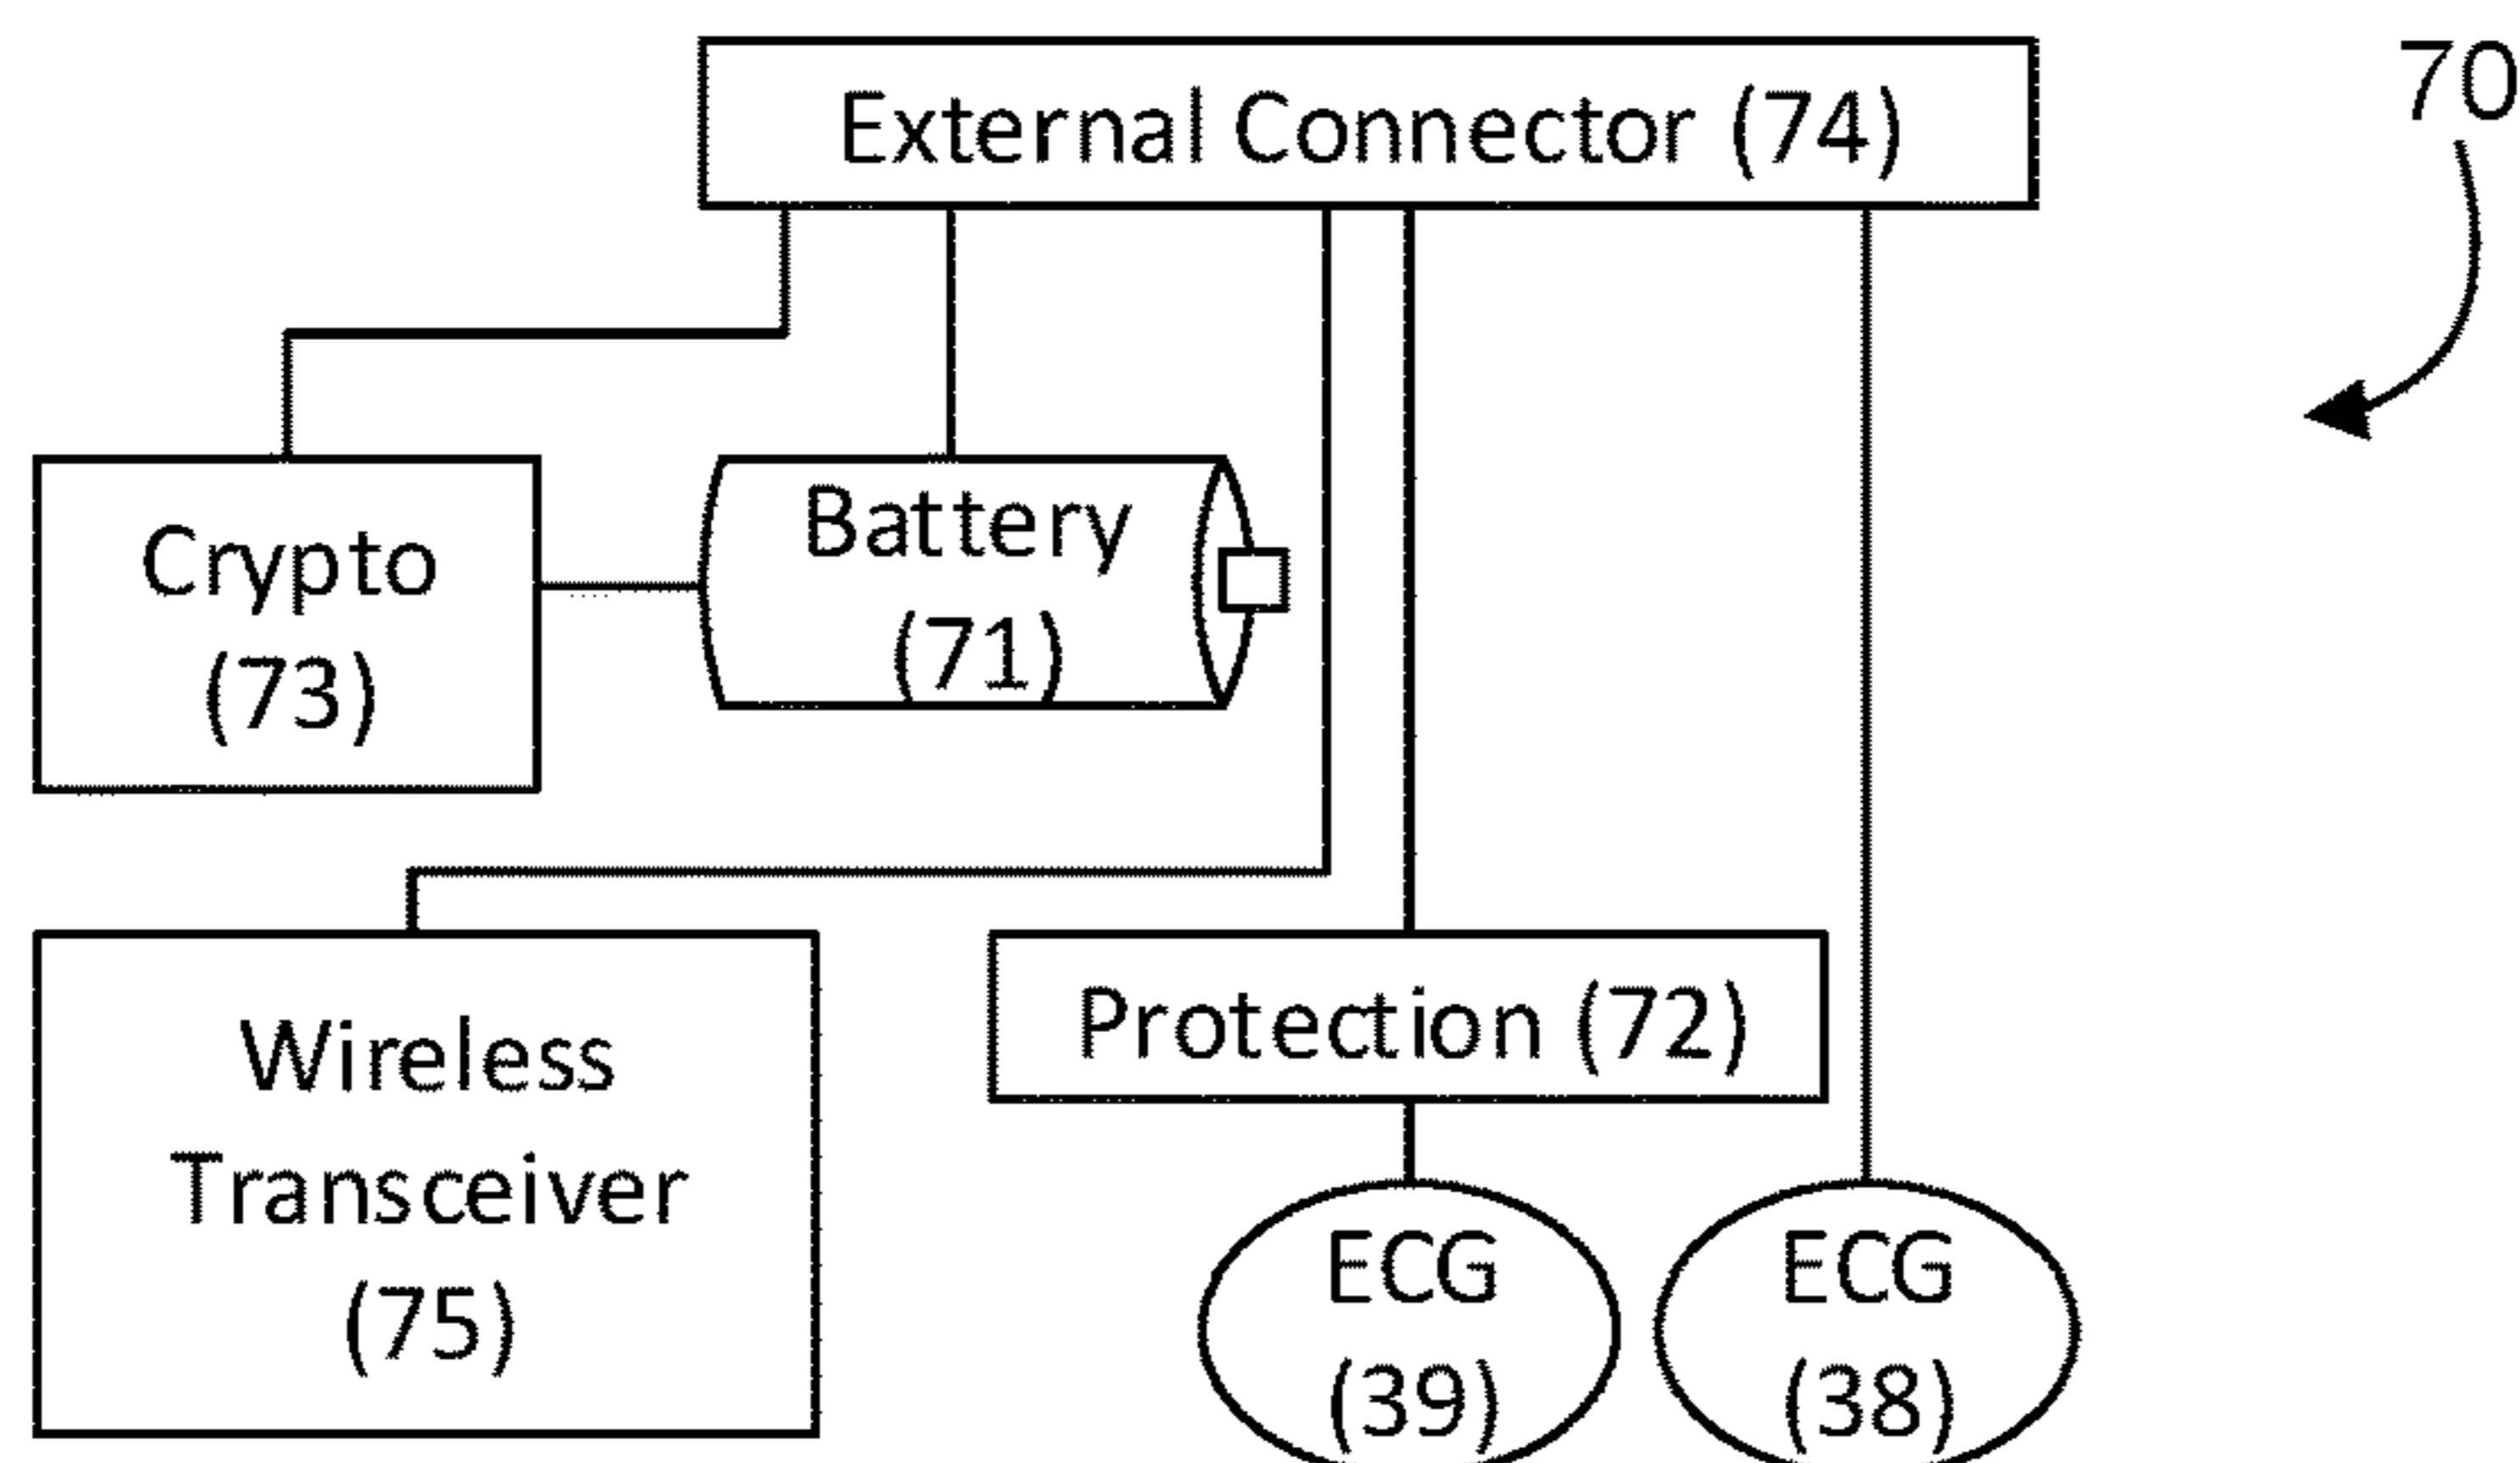 External Connector (74)
70
Crypto
(73)
Battery
(71)
Wireless
Transceiver
(75)
Protection (72)
ECG
(39)
ECG
(38)